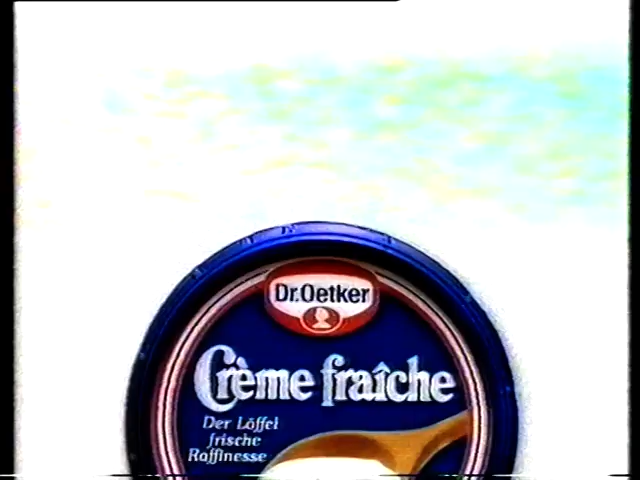 Dr.Oetker
Crème fraîche
Der Löffel
frische
Raffinesse